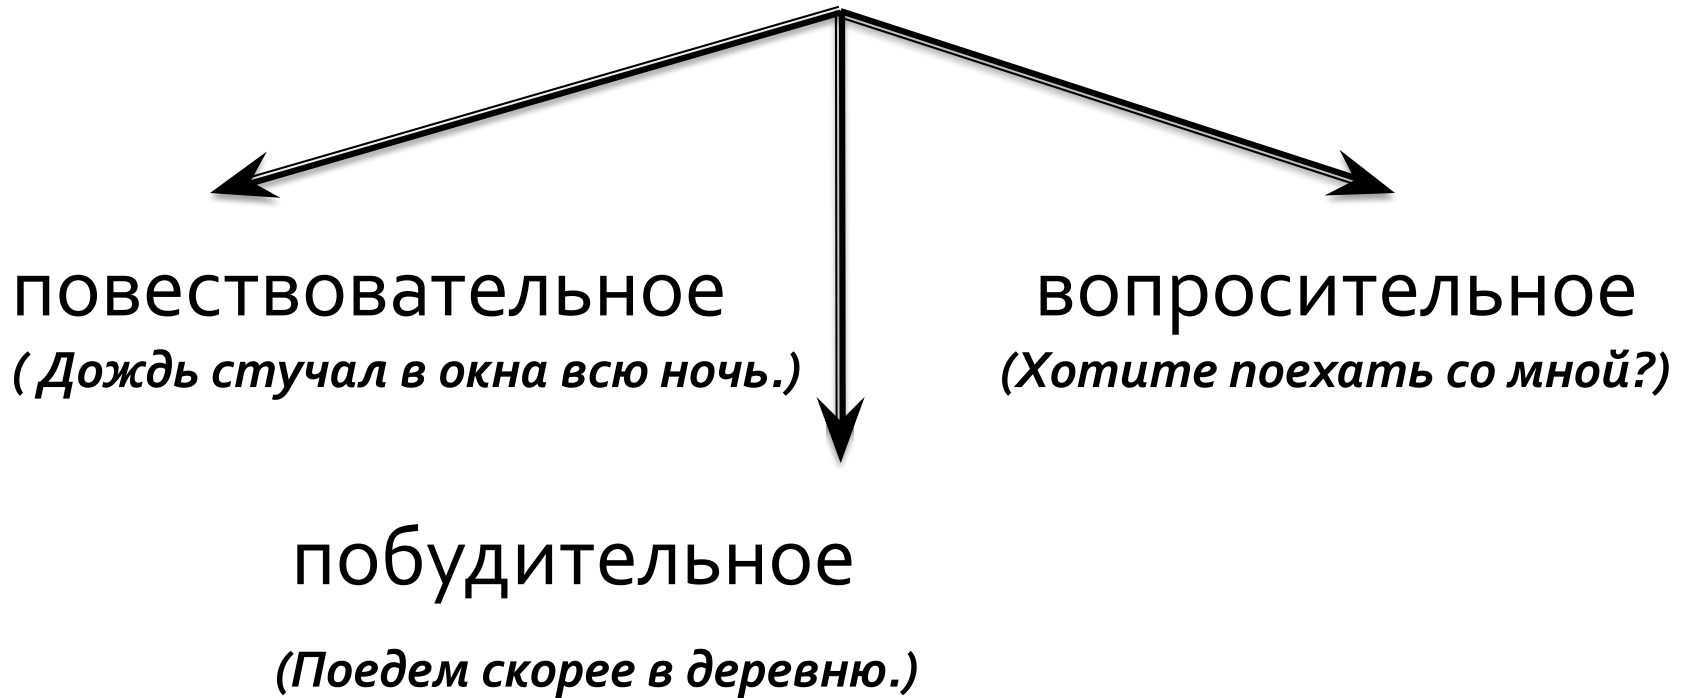 повествовательное
( Дождь стучал в окна всю ночь.)
вопросительное
(Хотите поехать со мной?)
побудительное
(Поедем скорее в деревню.)